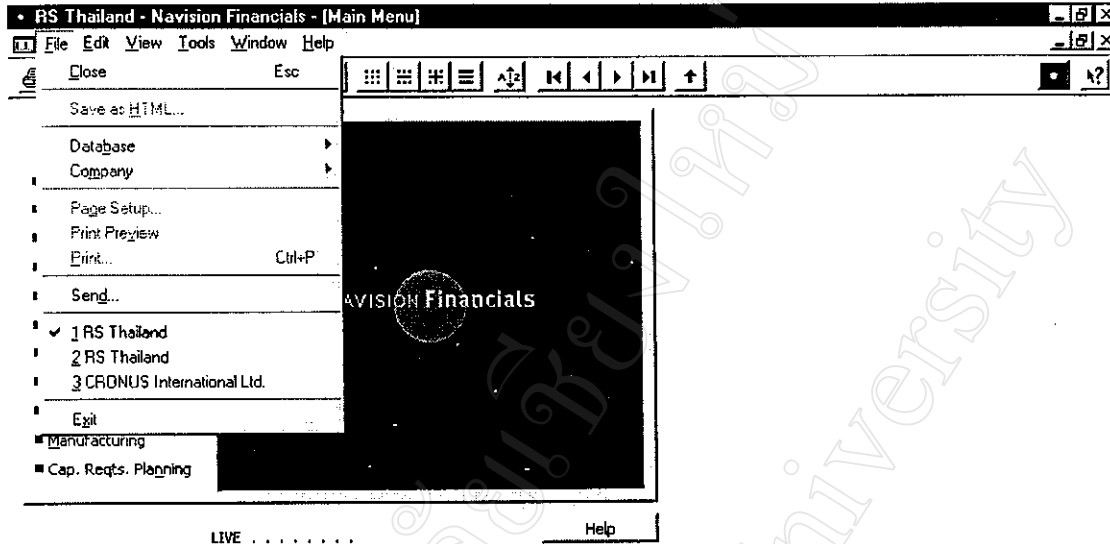 RS Thailand - Navision Financials - [Main Menu]
File Edit View Tools Window Help
Close Esc
Save as HTML...
Database
Company
Page Setup...
Print Preview
Print... Ctrl+P
Send...
AVISION Financials
1 RS Thailand
2 RS Thailand
3 CRONUS International Ltd.
Exit
Manufacturing
Cap. Reqts. Planning
LIVE . . . . . . . .
Help
University